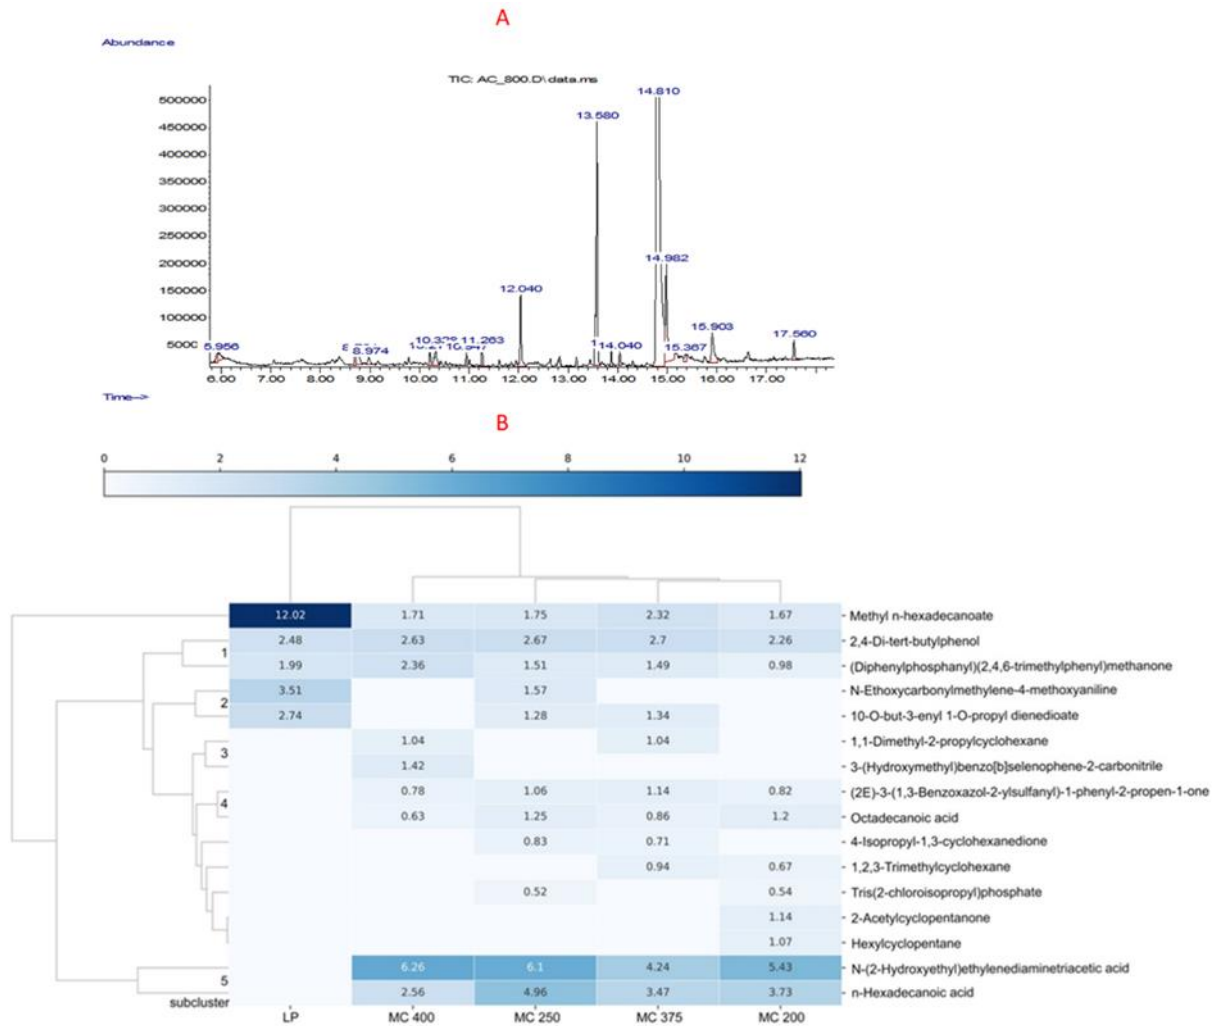 A
Abundance
TIC: AC_800.D\ data.ms
14.810
500000
13.580
450000
400000
350000
300000
250000
200000
14.982
150000
12.040
100000
15.903
17.560
5.956
8.974
11.263
14.040
15.367
6.00 7.00 8.00 9.00 10.00 11.00 12.00 13.00 14.00 15.00 16.00 17.00
Time-->
B
0 2 4 6 8 10 12
12.02 1.71 1.75 2.32 1.67 Methyl n-hexadecanoate
2.48 2.63 2.67 2.7 2.26 2,4-Di-tert-butylphenol
1
1.99 2.36 1.51 1.49 0.98 (Diphenylphosphanyl)(2,4,6-trimethylphenyl)methanone
3.51 1.57 N-Ethoxycarbonylmethylene-4-methoxyaniline
2
2.74 1.28 1.34 10-O-but-3-enyl 1-O-propyl dienedioate
1.04 1.04 1,1-Dimethyl-2-propylcyclohexane
3
1.42 3-(Hydroxymethyl)benzo[b]selenophene-2-carbonitrile
0.78 1.06 1.14 0.82 (2E)-3-(1,3-Benzoxazol-2-ylsulfanyl)-1-phenyl-2-propen-1-one
4
0.63 1.25 0.86 1.2 Octadecanoic acid
0.83 0.71 4-Isopropyl-1,3-cyclohexanedione
0.94 0.67 1,2,3-Trimethylcyclohexane
0.52 0.54 Tris(2-chloroisopropyl)phosphate
1.14 2-Acetylcyclopentanone
1.07 Hexylcyclopentane
6.26 6.1 4.24 5.43 N-(2-Hydroxyethyl)ethylenediaminetriacetic acid
5
2.56 4.96 3.47 3.73 n-Hexadecanoic acid
subcluster
LP MC 400 MC 250 MC 375 MC 200